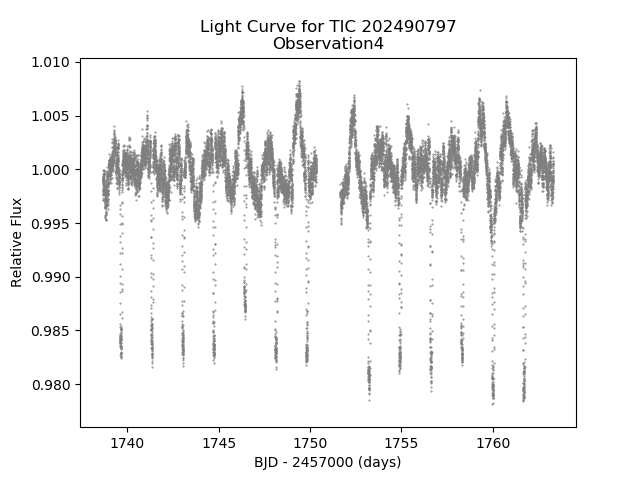 Light Curve for TIC 202490797
Observation4
1.010
1.005
1.000
0.995
0.990
0.985
0.980
Relative Flux
1740 1745 1750 1755 1760
BJD - 2457000 (days)